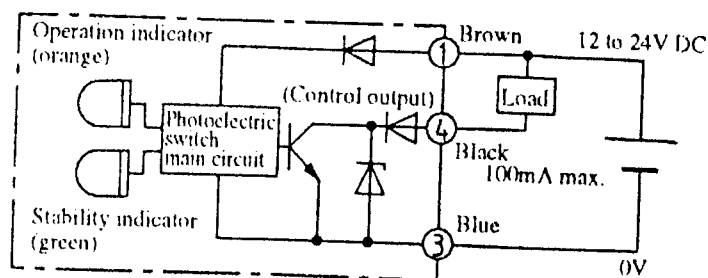 Operation indicator
(orange)
Photoelectric
switch
main circuit
Stability indicator
(green)
(Control output)
1
Brown
4
Black
3
Blue
Load
12 to 24V DC
100mA max.
0V